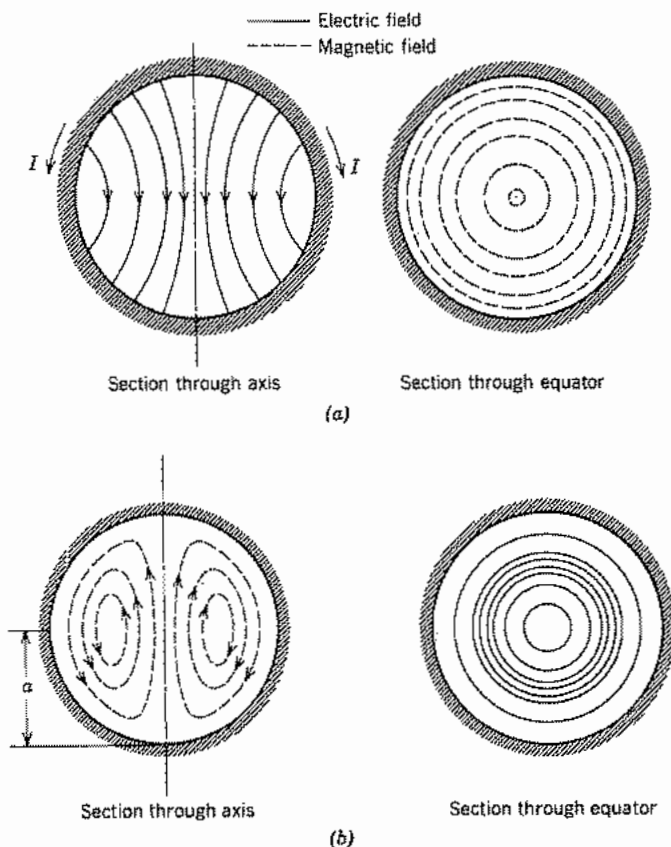 Electric field
Magnetic field
I
I
Section through axis
Section through equator
(a)
a
Section through axis
Section through equator
(b)